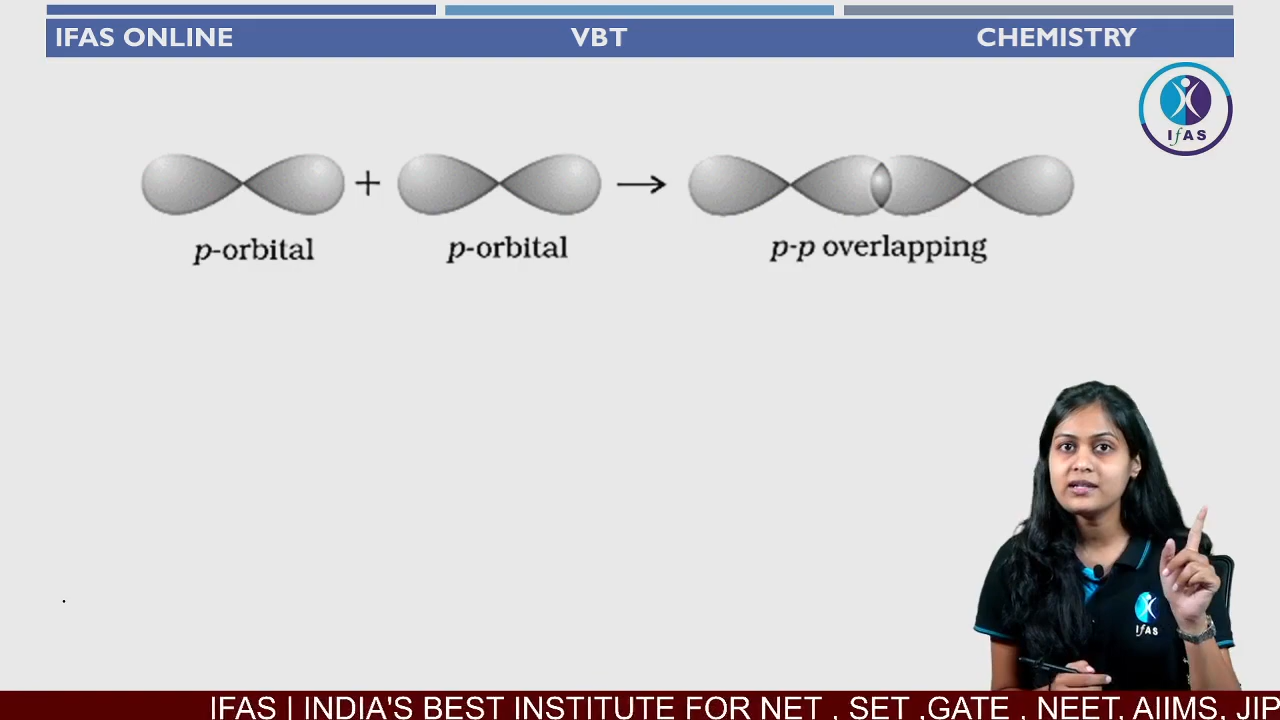 IFAS ONLINE VBT CHEMISTRY
IfAS
+ →
p-orbital p-orbital p-p overlapping
IfAS
IFAS | INDIA'S BEST INSTITUTE FOR NET , SET ,GATE , NEET, AIIMS, JIP